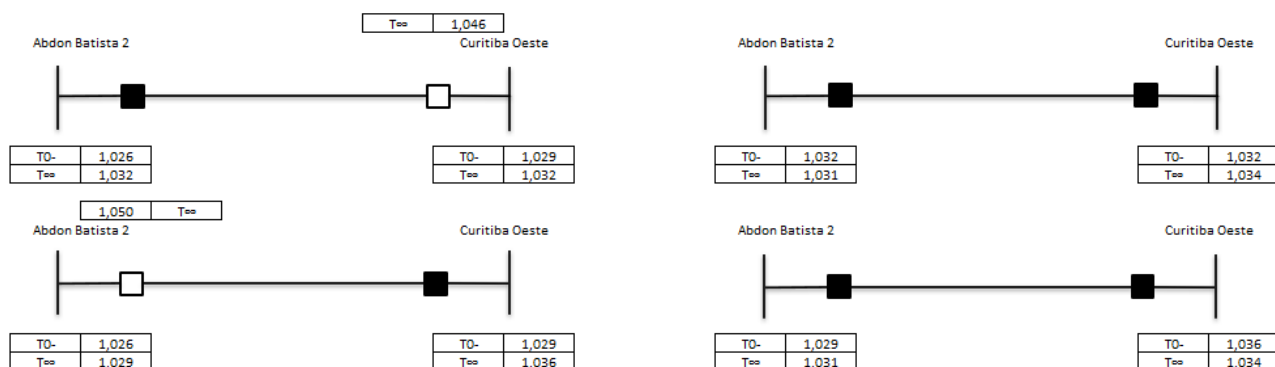 T∞ 1,046
Abdon Batista 2 Curitiba Oeste Abdon Batista 2 Curitiba Oeste
T0- 1,026 T0- 1,029 T0- 1,032 T0- 1,032
T∞ 1,032 T∞ 1,032 T∞ 1,031 T∞ 1,034
1,050 T∞
Abdon Batista 2 Curitiba Oeste Abdon Batista 2 Curitiba Oeste
T0- 1,026 T0- 1,029 T0- 1,029 T0- 1,036
T∞ 1,029 T∞ 1,036 T∞ 1,031 T∞ 1,034